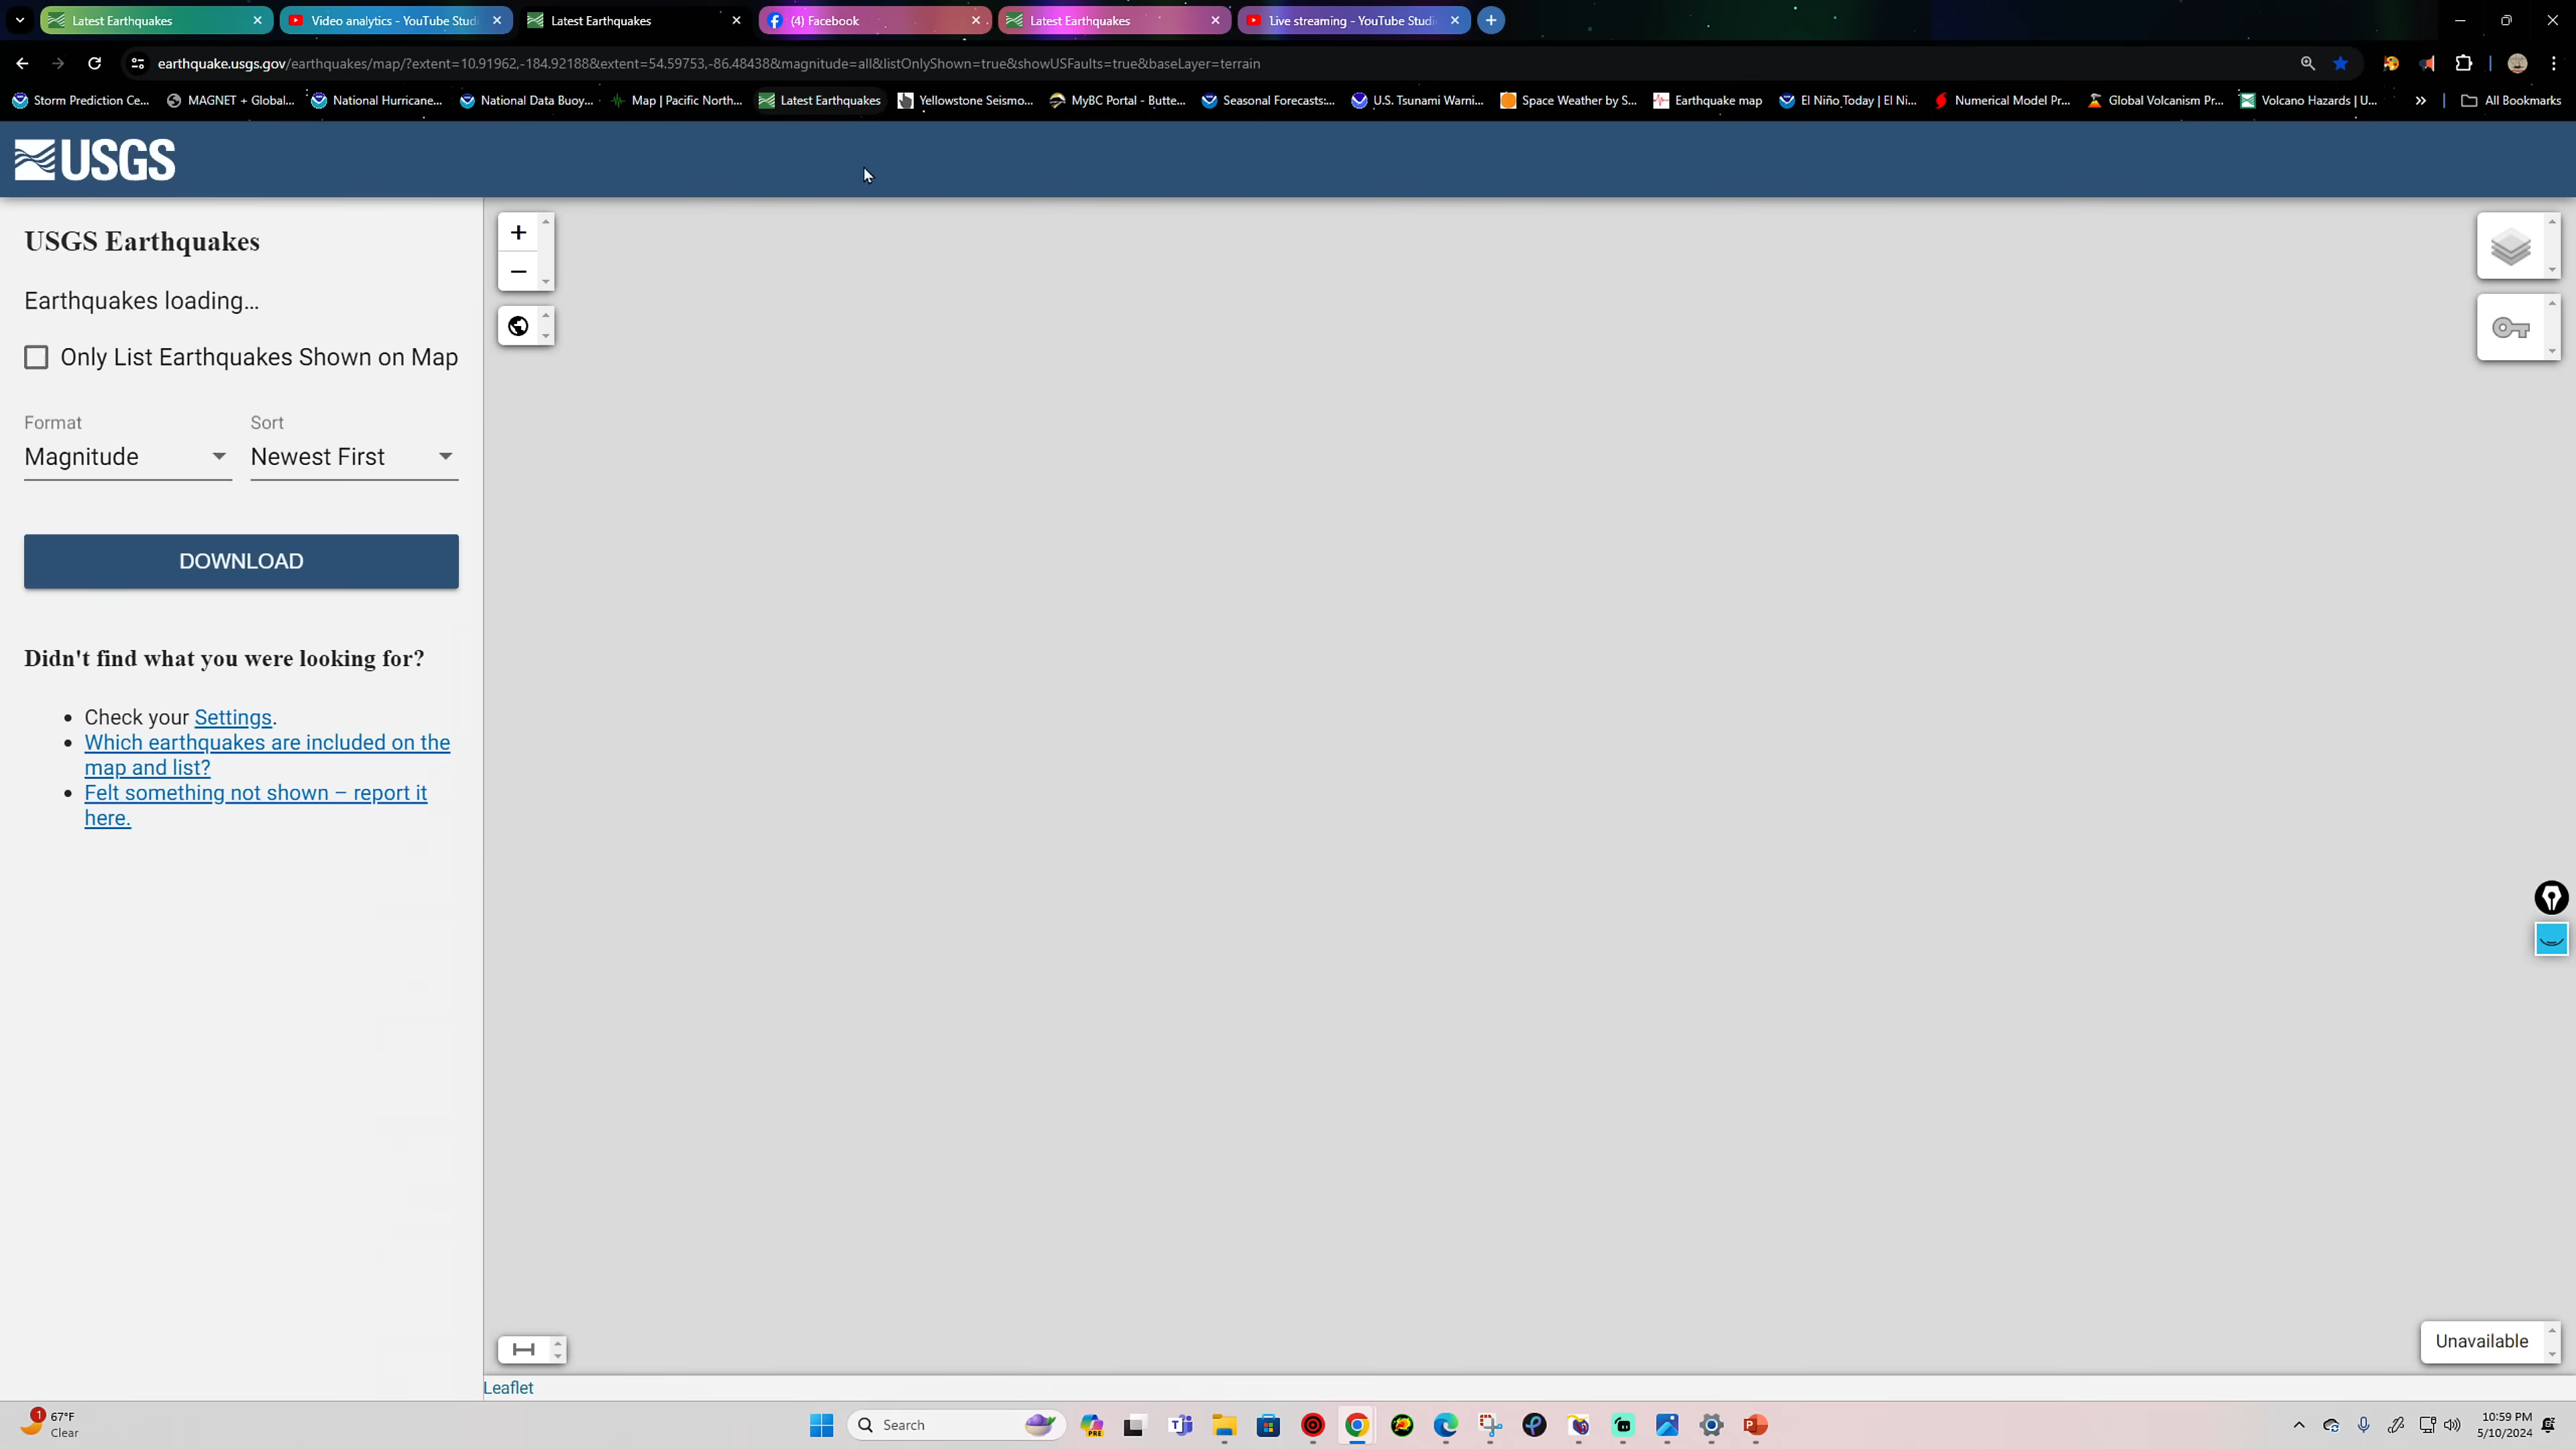 Latest Earthquakes
Video analytics - YouTube Studi
Latest Earthquakes
(4) Facebook
Latest Earthquakes
Live streaming - YouTube Studi
earthquake.usgs.gov/earthquakes/map/?extent=10.91962,-184.92188&extent=54.59753,-86.48438&magnitude=all&listOnlyShown=true&showUSFaults=true&baseLayer=terrain
Storm Prediction Ce...
MAGNET + Global...
National Hurricane...
National Data Buoy...
Map | Pacific North...
Latest Earthquakes
Yellowstone Seismo...
MyBC Portal - Butte...
Seasonal Forecasts:...
U.S. Tsunami Warni...
Space Weather by S...
Earthquake map
El Niño Today | El Ni...
Numerical Model Pr...
Global Volcanism Pr...
Volcano Hazards | U...
All Bookmarks
USGS
USGS Earthquakes
Earthquakes loading...
Only List Earthquakes Shown on Map
Format
Sort
Magnitude
Newest First
DOWNLOAD
Didn't find what you were looking for?
Check your Settings.
Which earthquakes are included on the
map and list?
Felt something not shown – report it
here.
Unavailable
Leaflet
1
67°F
Clear
Search
PRE
10:59 PM
5/10/2024